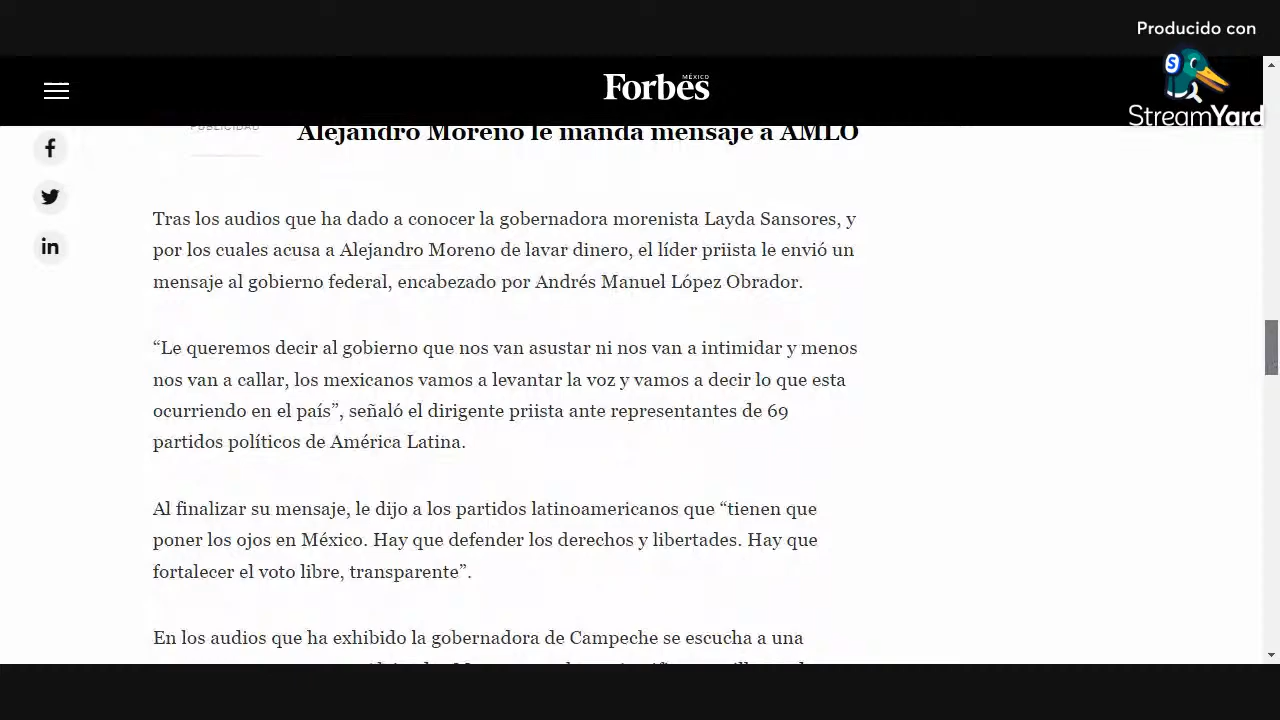 Producido con
Forbes
MÉXICO
StreamYard
PUBLICIDAD
Alejandro Moreno le manda mensaje a AMLO
Tras los audios que ha dado a conocer la gobernadora morenista Layda Sansores, y
por los cuales acusa a Alejandro Moreno de lavar dinero, el líder priista le envió un
mensaje al gobierno federal, encabezado por Andrés Manuel López Obrador.
“Le queremos decir al gobierno que nos van asustar ni nos van a intimidar y menos
nos van a callar, los mexicanos vamos a levantar la voz y vamos a decir lo que esta
ocurriendo en el país”, señaló el dirigente priista ante representantes de 69
partidos políticos de América Latina.
Al finalizar su mensaje, le dijo a los partidos latinoamericanos que “tienen que
poner los ojos en México. Hay que defender los derechos y libertades. Hay que
fortalecer el voto libre, transparente”.
En los audios que ha exhibido la gobernadora de Campeche se escucha a una